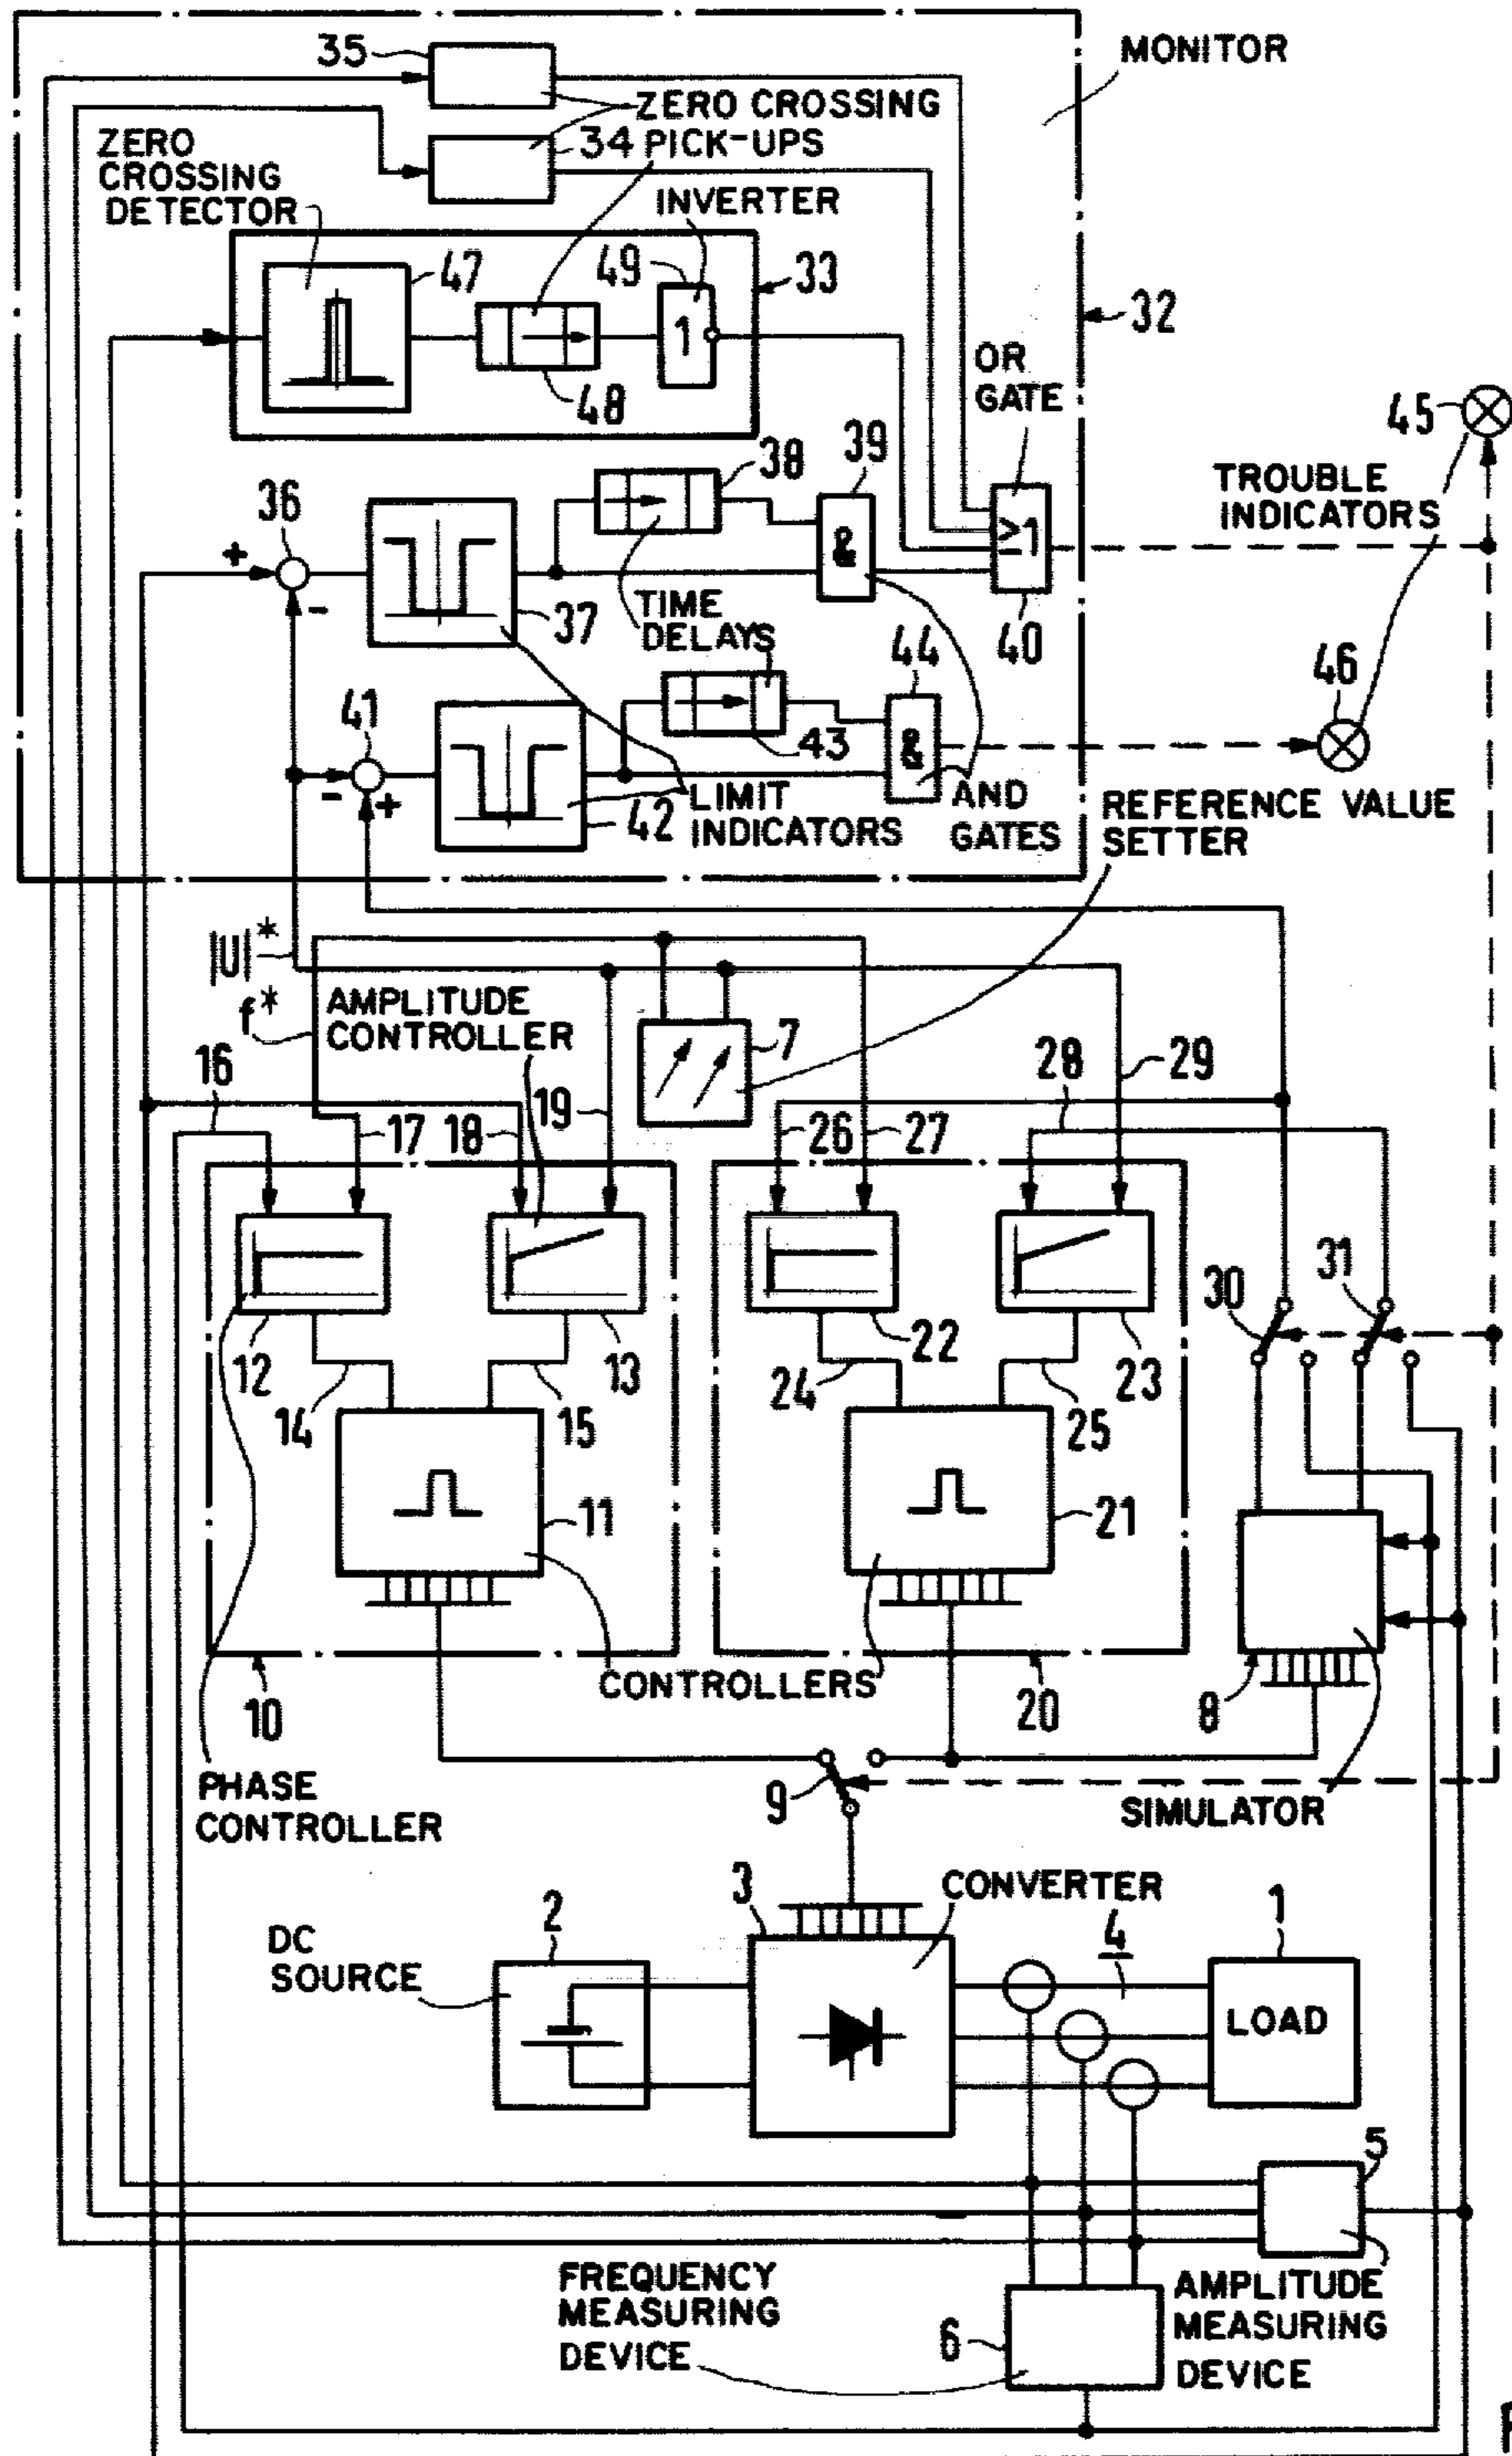 35
MONITOR
ZERO CROSSING
34 PICK-UPS
ZERO
CROSSING
DETECTOR
INVERTER
47
49
33
1
48
32
OR
GATE
45
38
39
36
TROUBLE
INDICATORS
+
&
≥1
-
37
TIME
DELAYS
40
44
46
41
43
&
-
+
42
LIMIT
INDICATORS
AND
GATES
REFERENCE VALUE
SETTER
|U|*
f*
AMPLITUDE
CONTROLLER
7
16
28
29
19
17
18
26
27
30
31
12
13
22
23
14
15
24
25
11
21
10
CONTROLLERS
20
8
PHASE
CONTROLLER
9
SIMULATOR
3
CONVERTER
DC
SOURCE
2
4
1
LOAD
5
FREQUENCY
MEASURING
DEVICE
6
AMPLITUDE
MEASURING
DEVICE